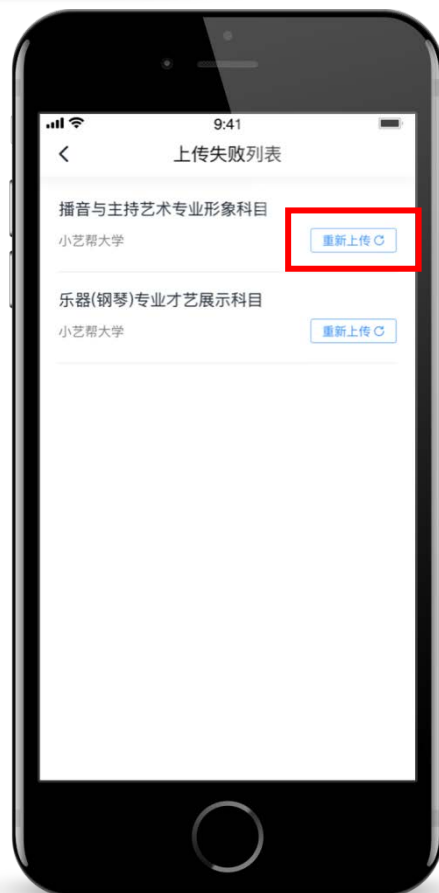 9:41
上传失败列表
播音与主持艺术专业形象科目
小艺帮大学
重新上传
乐器(钢琴)专业才艺展示科目
小艺帮大学
重新上传